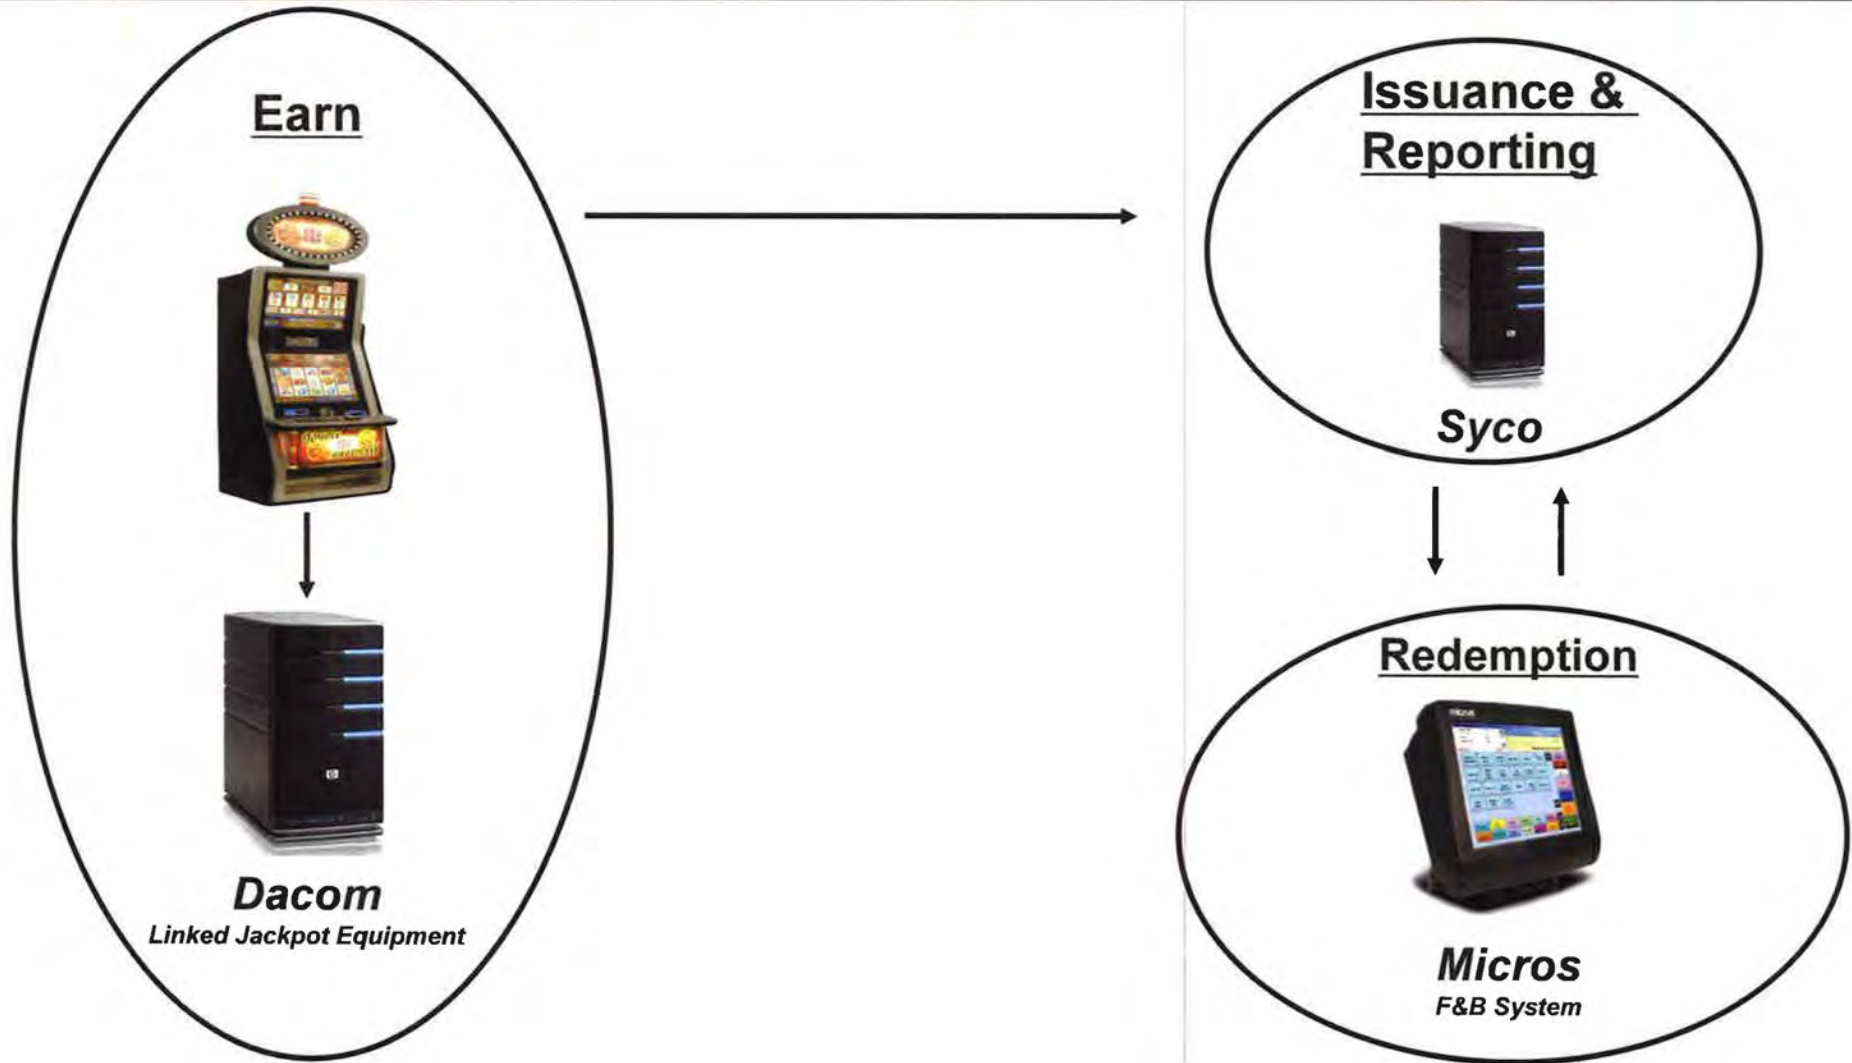 Earn
Dacom
Linked Jackpot Equipment
Issuance &
Reporting
Syco
Redemption
Micros
F&B System